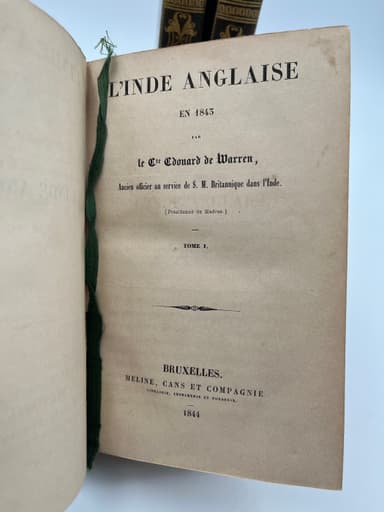 L'INDE ANGLAISE
EN 1843
PAR
le Cte Edouard de Warren,
Ancien officier au service de S. M. Britannique dans l'Inde.
(Présidence de Madras.)
TOME I.
BRUXELLES.
MELINE, CANS ET COMPAGNIE
LIBRAIRIE, IMPRIMERIE ET FONDERIE.
1844